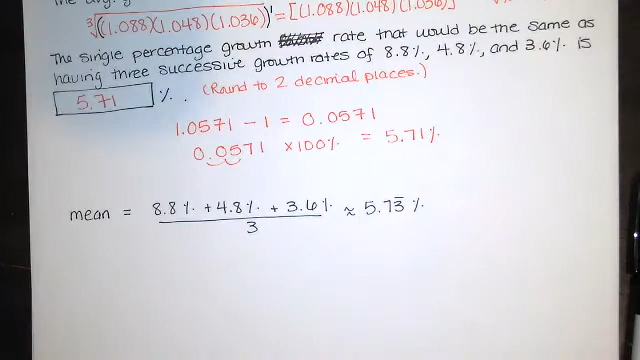 ∛((1.088)(1.048)(1.036))¹ = [(1.088)(1.048)(1.036)]
The single percentage growth rate that would be the same as
having three successive growth rates of 8.8%, 4.8%, and 3.6% is
5.71 %. (Round to 2 decimal places.)
1.0571 - 1 = 0.0571
0.0571 x100% = 5.71%
mean = 8.8% + 4.8% + 3.6% ≈ 5.73̅ %
3